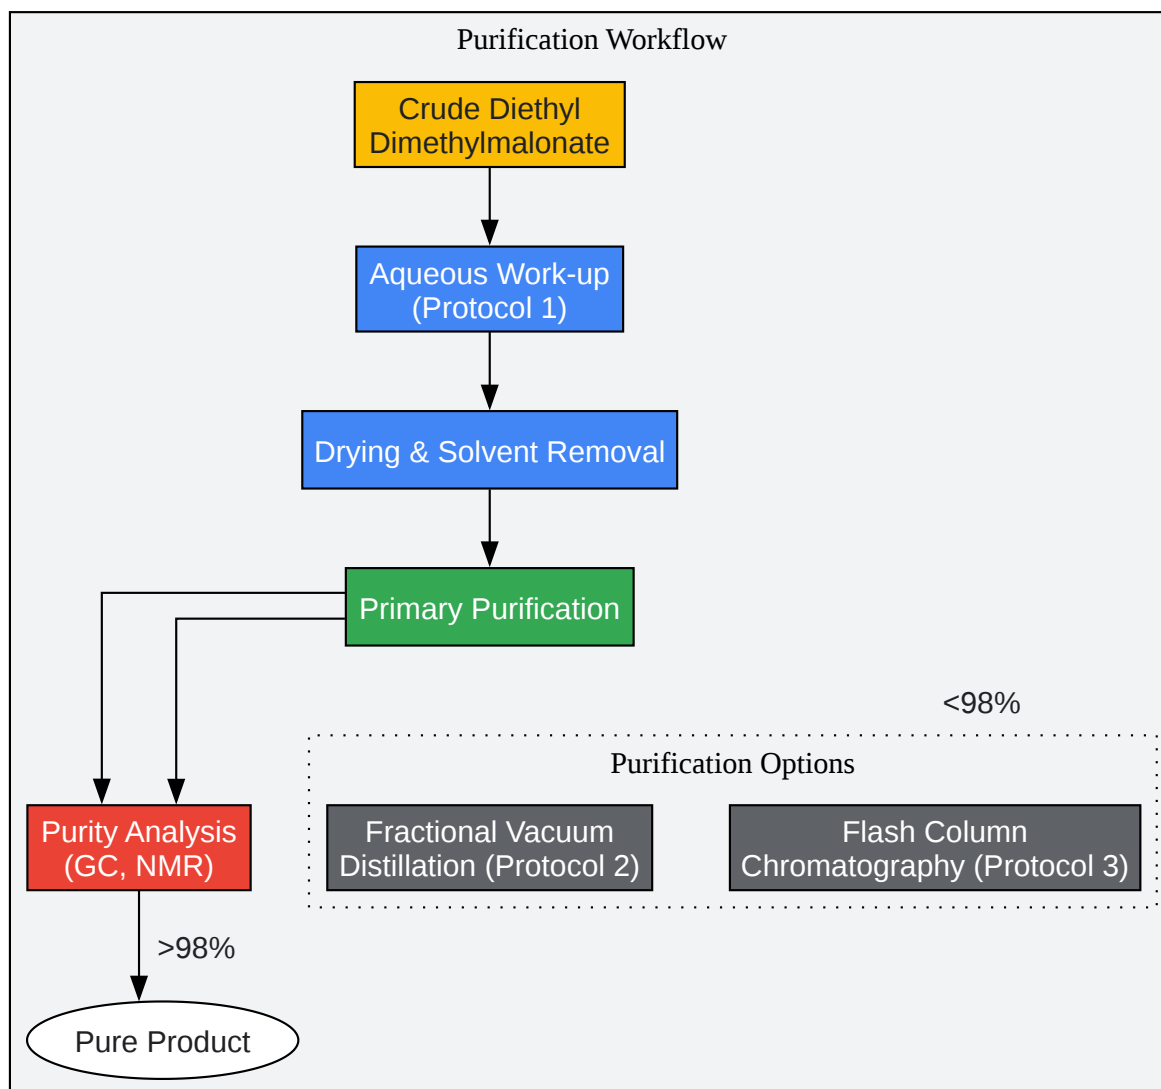 Purification Workflow
Crude Diethyl
Dimethylmalonate
Aqueous Work-up
(Protocol 1)
Drying & Solvent Removal
Primary Purification
<98%
Purification Options
Purity Analysis
(GC, NMR)
Fractional Vacuum
Distillation (Protocol 2)
Flash Column
Chromatography (Protocol 3)
>98%
Pure Product